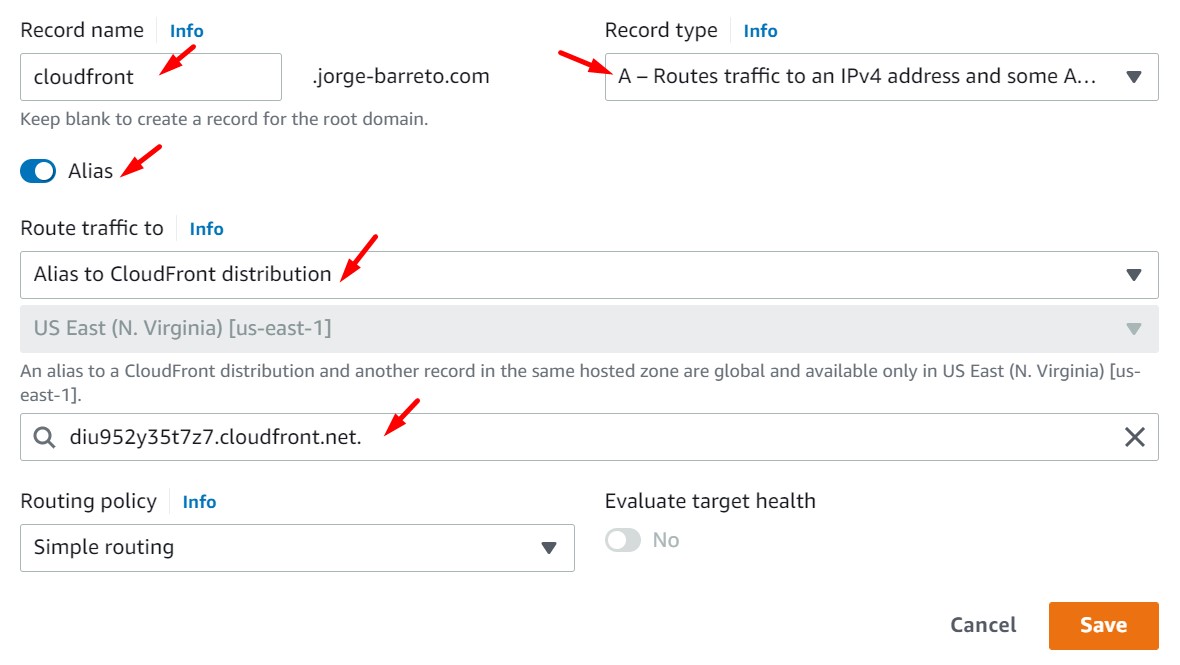 Record name Info
Record type Info
cloudfront .jorge-barreto.com
A – Routes traffic to an IPv4 address and some A...
Keep blank to create a record for the root domain.
Alias
Route traffic to Info
Alias to CloudFront distribution
US East (N. Virginia) [us-east-1]
An alias to a CloudFront distribution and another record in the same hosted zone are global and available only in US East (N. Virginia) [us-
east-1].
diu952y35t7z7.cloudfront.net.
Routing policy Info
Evaluate target health
Simple routing
No
Cancel
Save